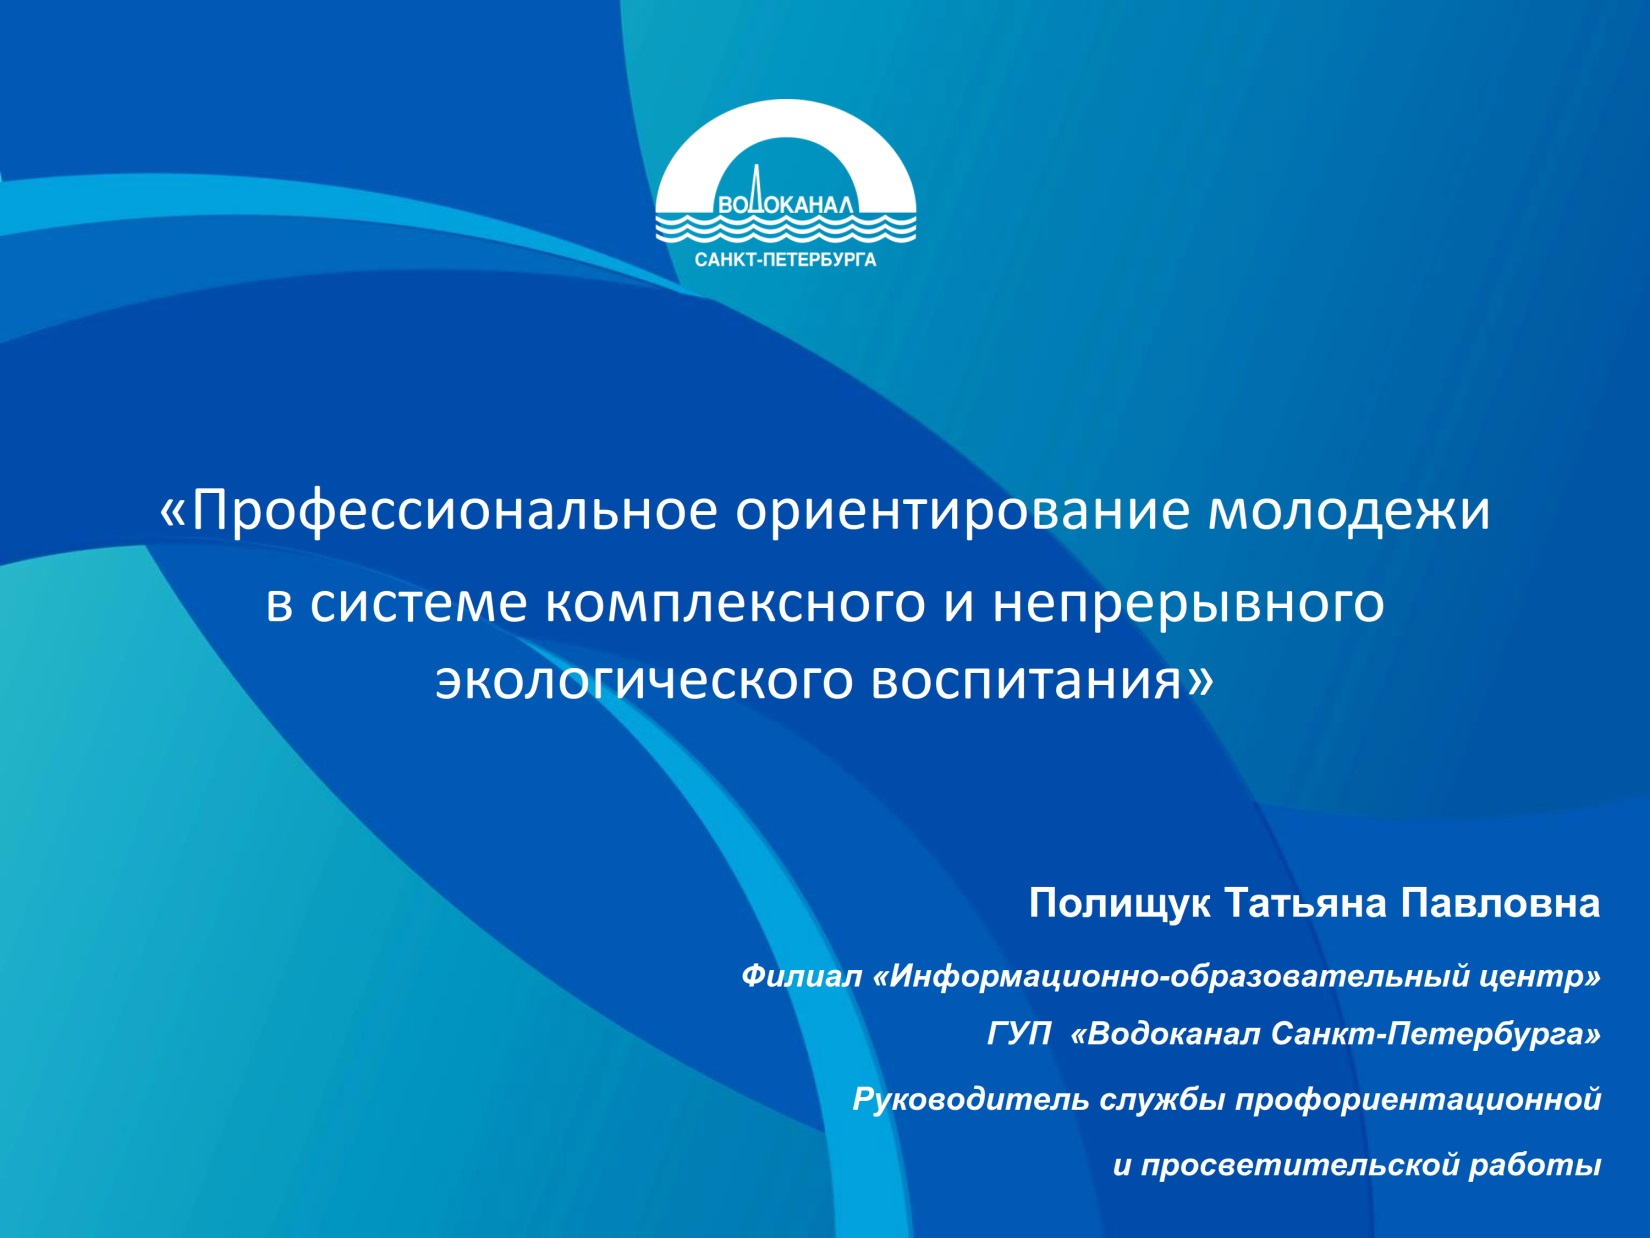 ВОДОКАНАЛ
САНКТ-ПЕТЕРБУРГА
«Профессиональное ориентирование молодежи
в системе комплексного и непрерывного
экологического воспитания»
Полищук Татьяна Павловна
Филиал «Информационно-образовательный центр»
ГУП «Водоканал Санкт-Петербурга»
Руководитель службы профориентационной
и просветительской работы